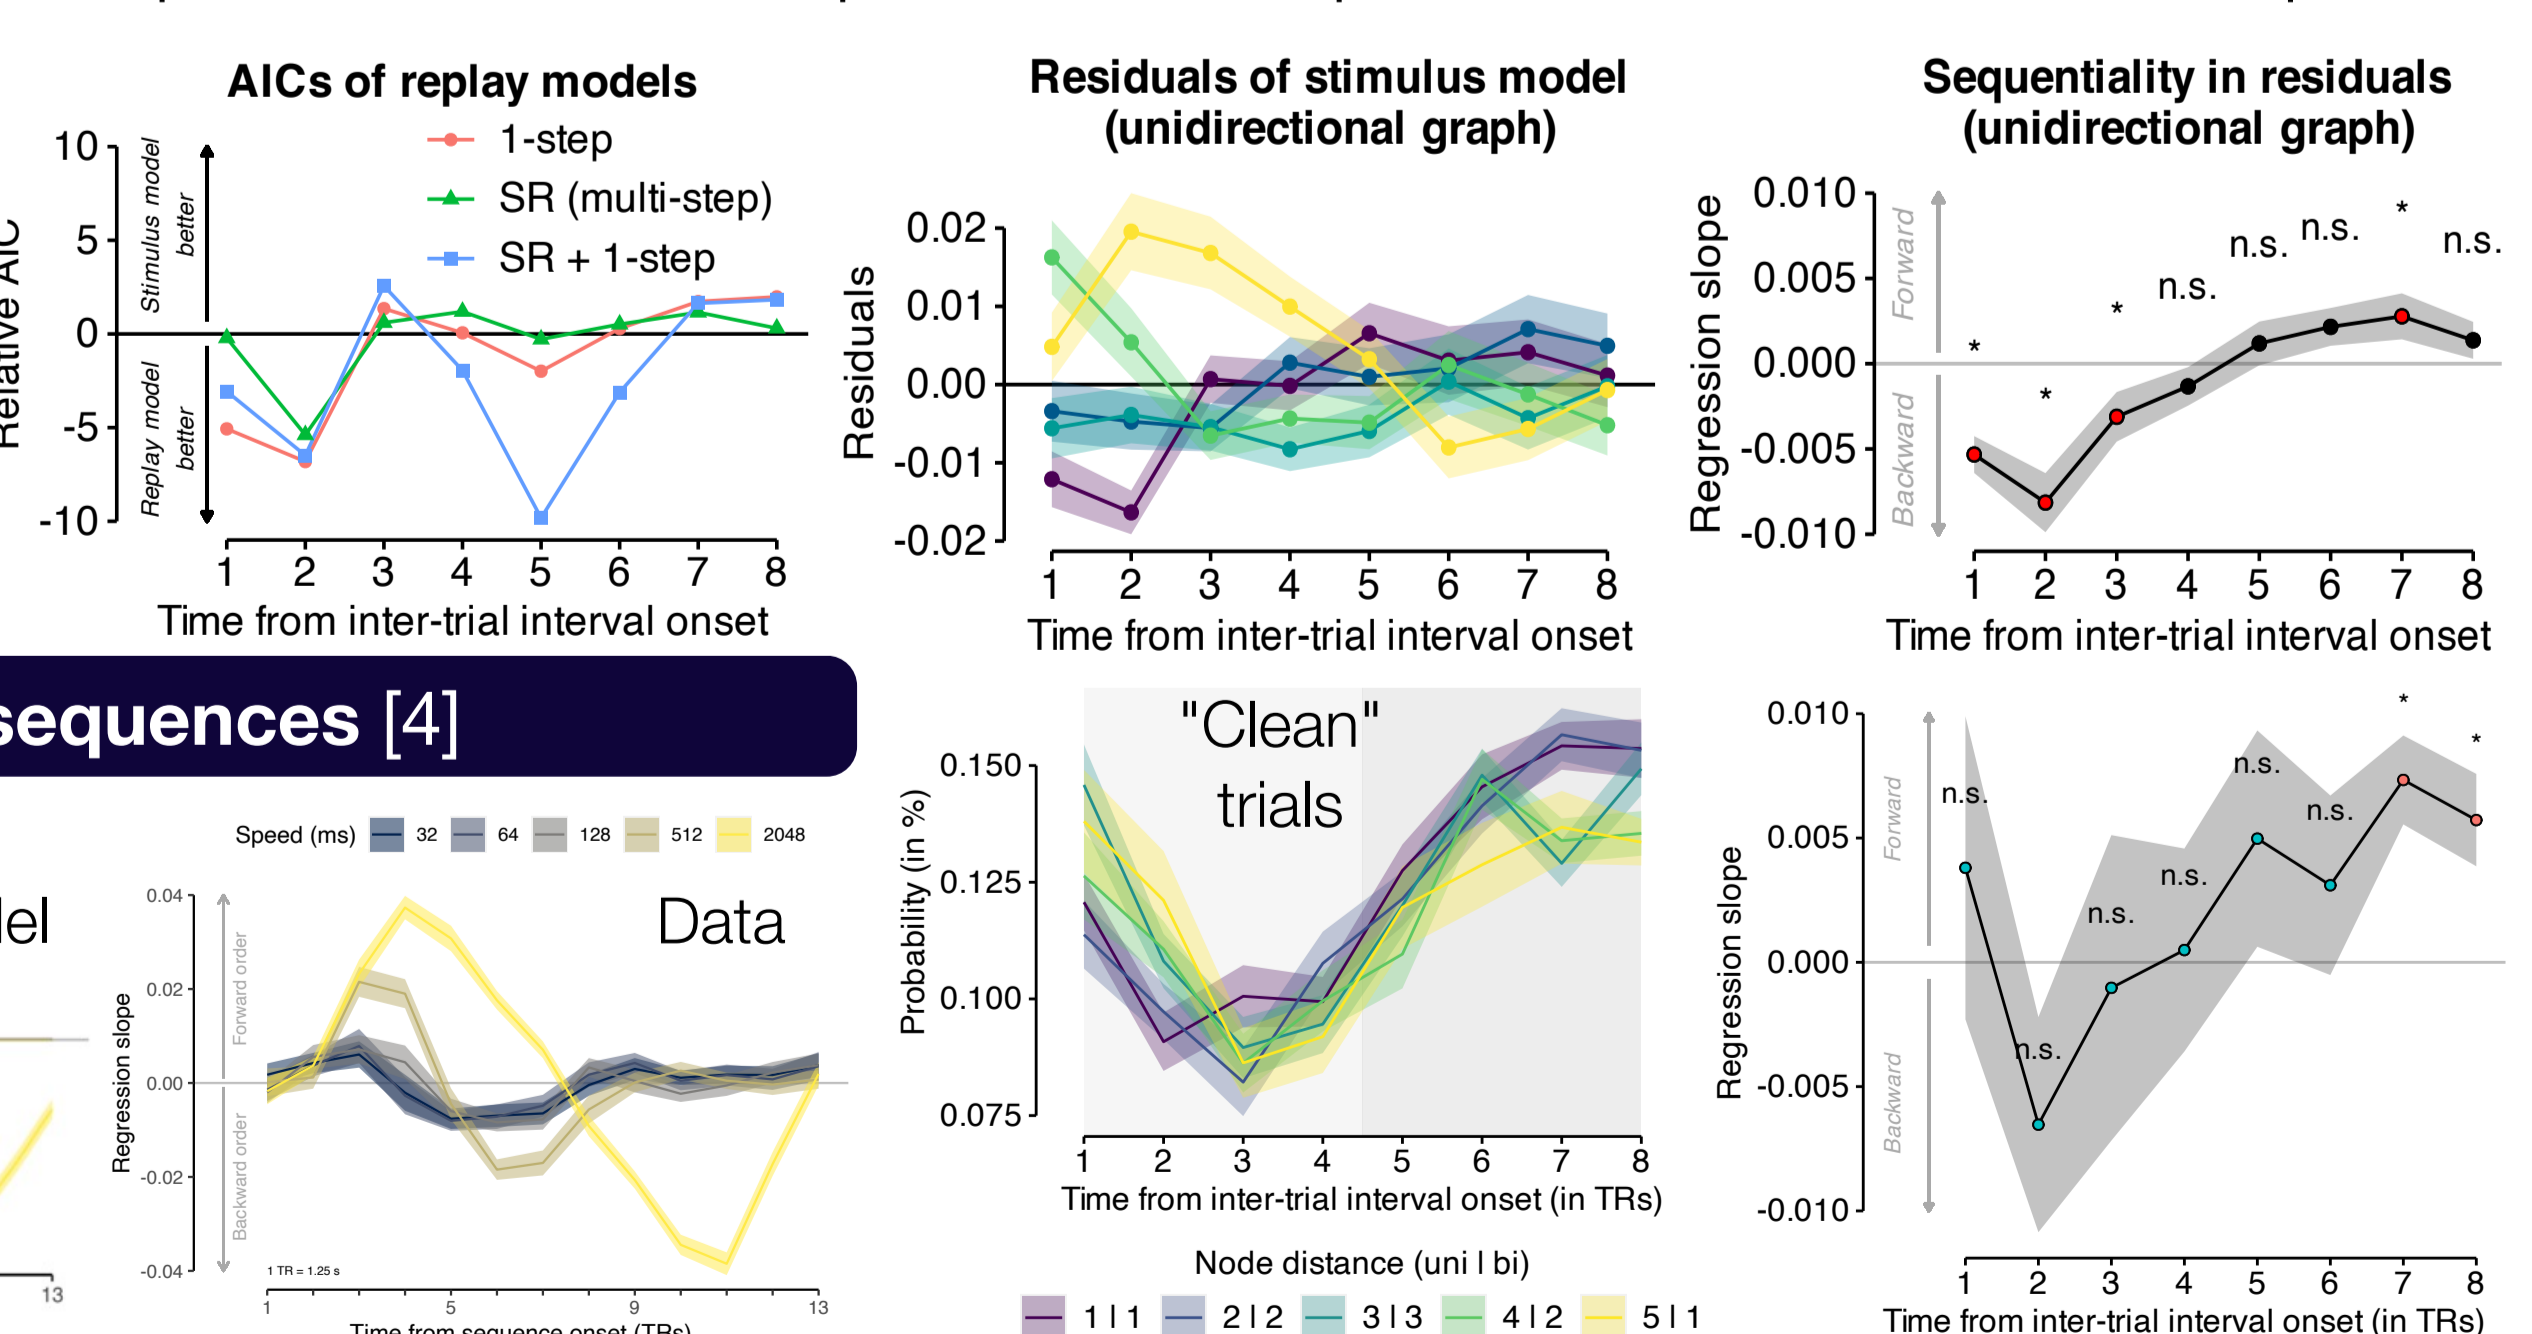 AICs of replay models
10
5
0
-5
-10
Relative AIC
Stimulus model
better
Replay model
better
1-step
SR (multi-step)
SR + 1-step
1 2 3 4 5 6 7 8
Time from inter-trial interval onset
Residuals of stimulus model
(unidirectional graph)
0.02
0.01
0.00
-0.01
-0.02
Residuals
1 2 3 4 5 6 7 8
Time from inter-trial interval onset
Sequentiality in residuals
(unidirectional graph)
0.010
0.005
0.000
-0.005
-0.010
Regression slope
Forward
Backward
* * * n.s. n.s. n.s. * n.s.
1 2 3 4 5 6 7 8
Time from inter-trial interval onset
sequences [4]
del
13
Speed (ms) 32 64 128 512 2048
Data
0.04
0.02
0.00
-0.02
-0.04
Regression slope
Forward order
Backward order
1 TR = 1.25 s
1 5 9 13
Time from sequence onset (TRs)
"Clean"
trials
0.150
0.125
0.100
0.075
Probability (in %)
1 2 3 4 5 6 7 8
Time from inter-trial interval onset (in TRs)
Node distance (uni | bi)
1 | 1 2 | 2 3 | 3 4 | 2 5 | 1
0.010
0.005
0.000
-0.005
-0.010
Regression slope
Forward
Backward
n.s. n.s. n.s. n.s. n.s. n.s. * *
1 2 3 4 5 6 7 8
Time from inter-trial interval onset (in TRs)